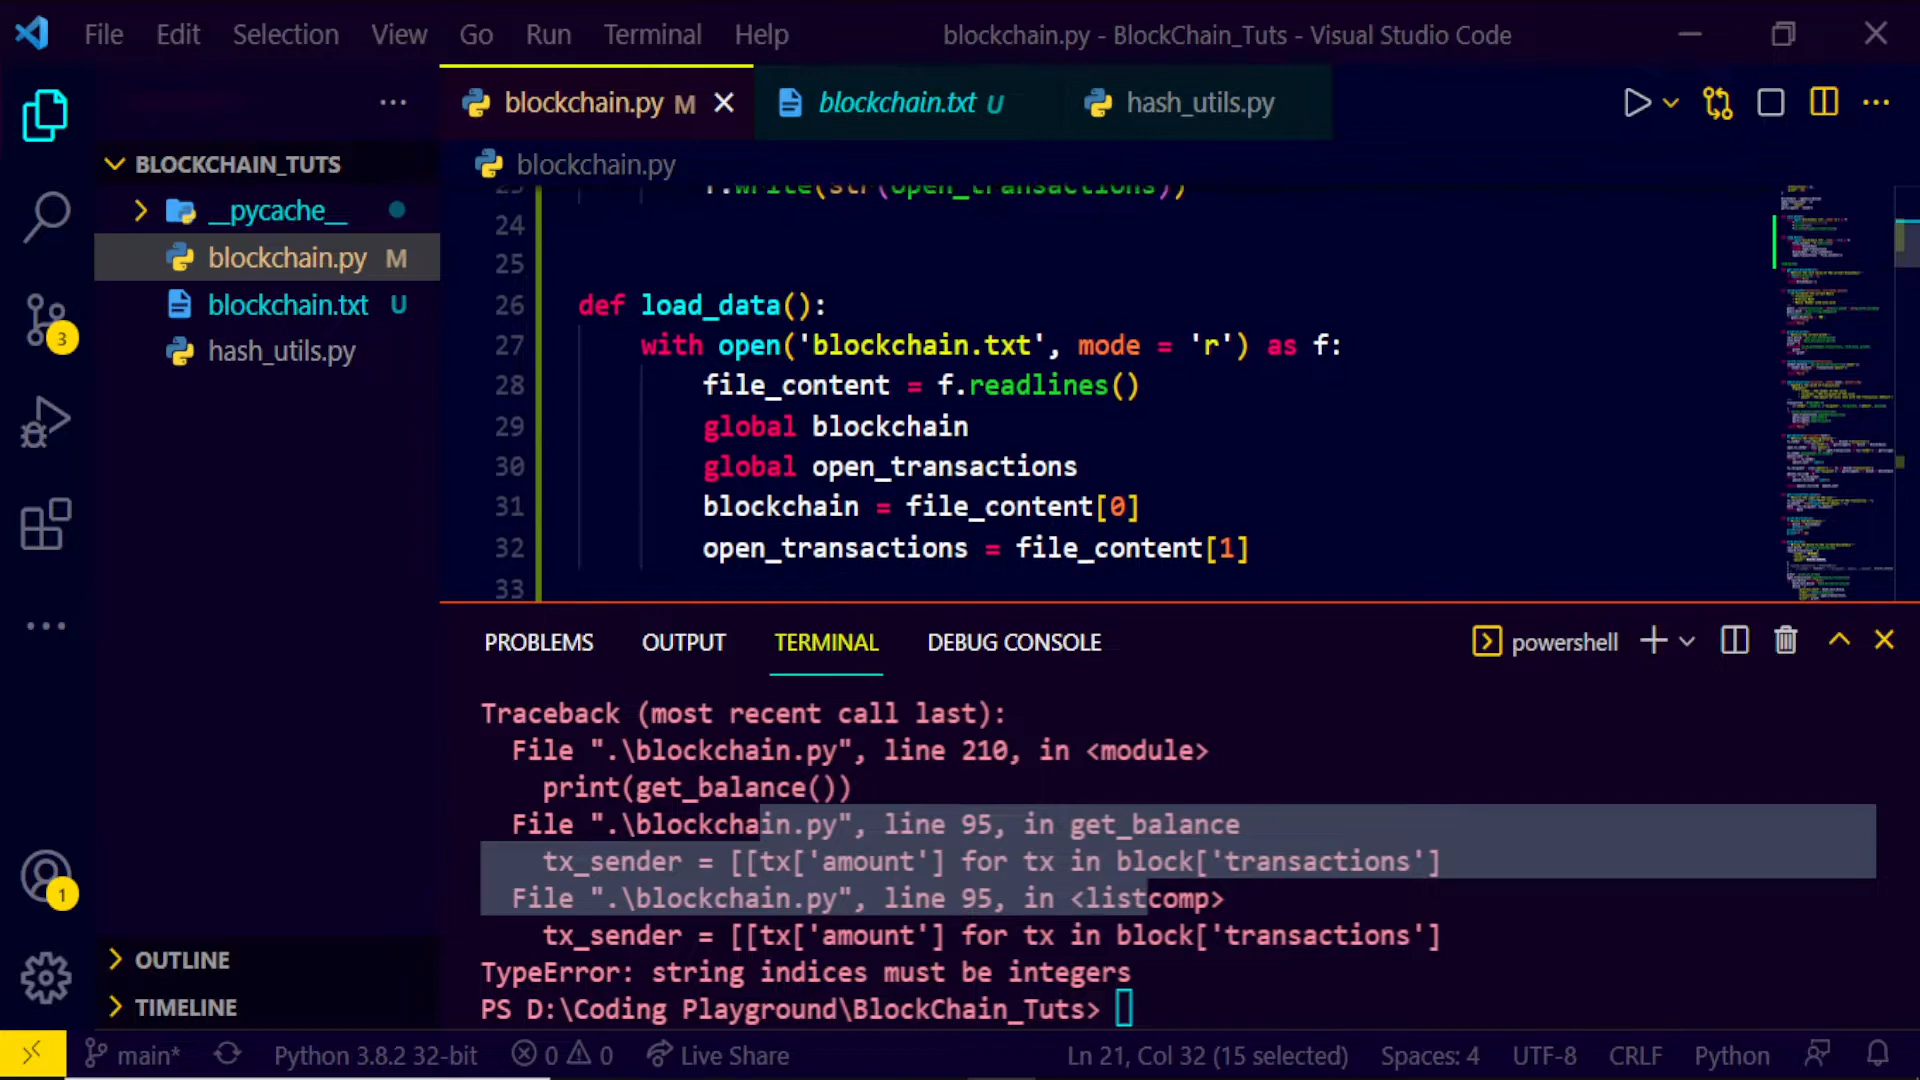 File Edit Selection View Go Run Terminal Help blockchain.py - BlockChain_Tuts - Visual Studio Code
blockchain.py M blockchain.txt U hash_utils.py
BLOCKCHAIN_TUTS
__pycache__
blockchain.py M
blockchain.txt U
hash_utils.py
3
1
OUTLINE
TIMELINE
blockchain.py
23 f.write(str(open_transactions))
24
25
26 def load_data():
27 with open('blockchain.txt', mode = 'r') as f:
28 file_content = f.readlines()
29 global blockchain
30 global open_transactions
31 blockchain = file_content[0]
32 open_transactions = file_content[1]
33
PROBLEMS OUTPUT TERMINAL DEBUG CONSOLE powershell
Traceback (most recent call last):
File ".\blockchain.py", line 210, in <module>
print(get_balance())
File ".\blockchain.py", line 95, in get_balance
tx_sender = [[tx['amount'] for tx in block['transactions']
File ".\blockchain.py", line 95, in <listcomp>
tx_sender = [[tx['amount'] for tx in block['transactions']
TypeError: string indices must be integers
PS D:\Coding Playground\BlockChain_Tuts>
main* Python 3.8.2 32-bit 0 0 Live Share Ln 21, Col 32 (15 selected) Spaces: 4 UTF-8 CRLF Python